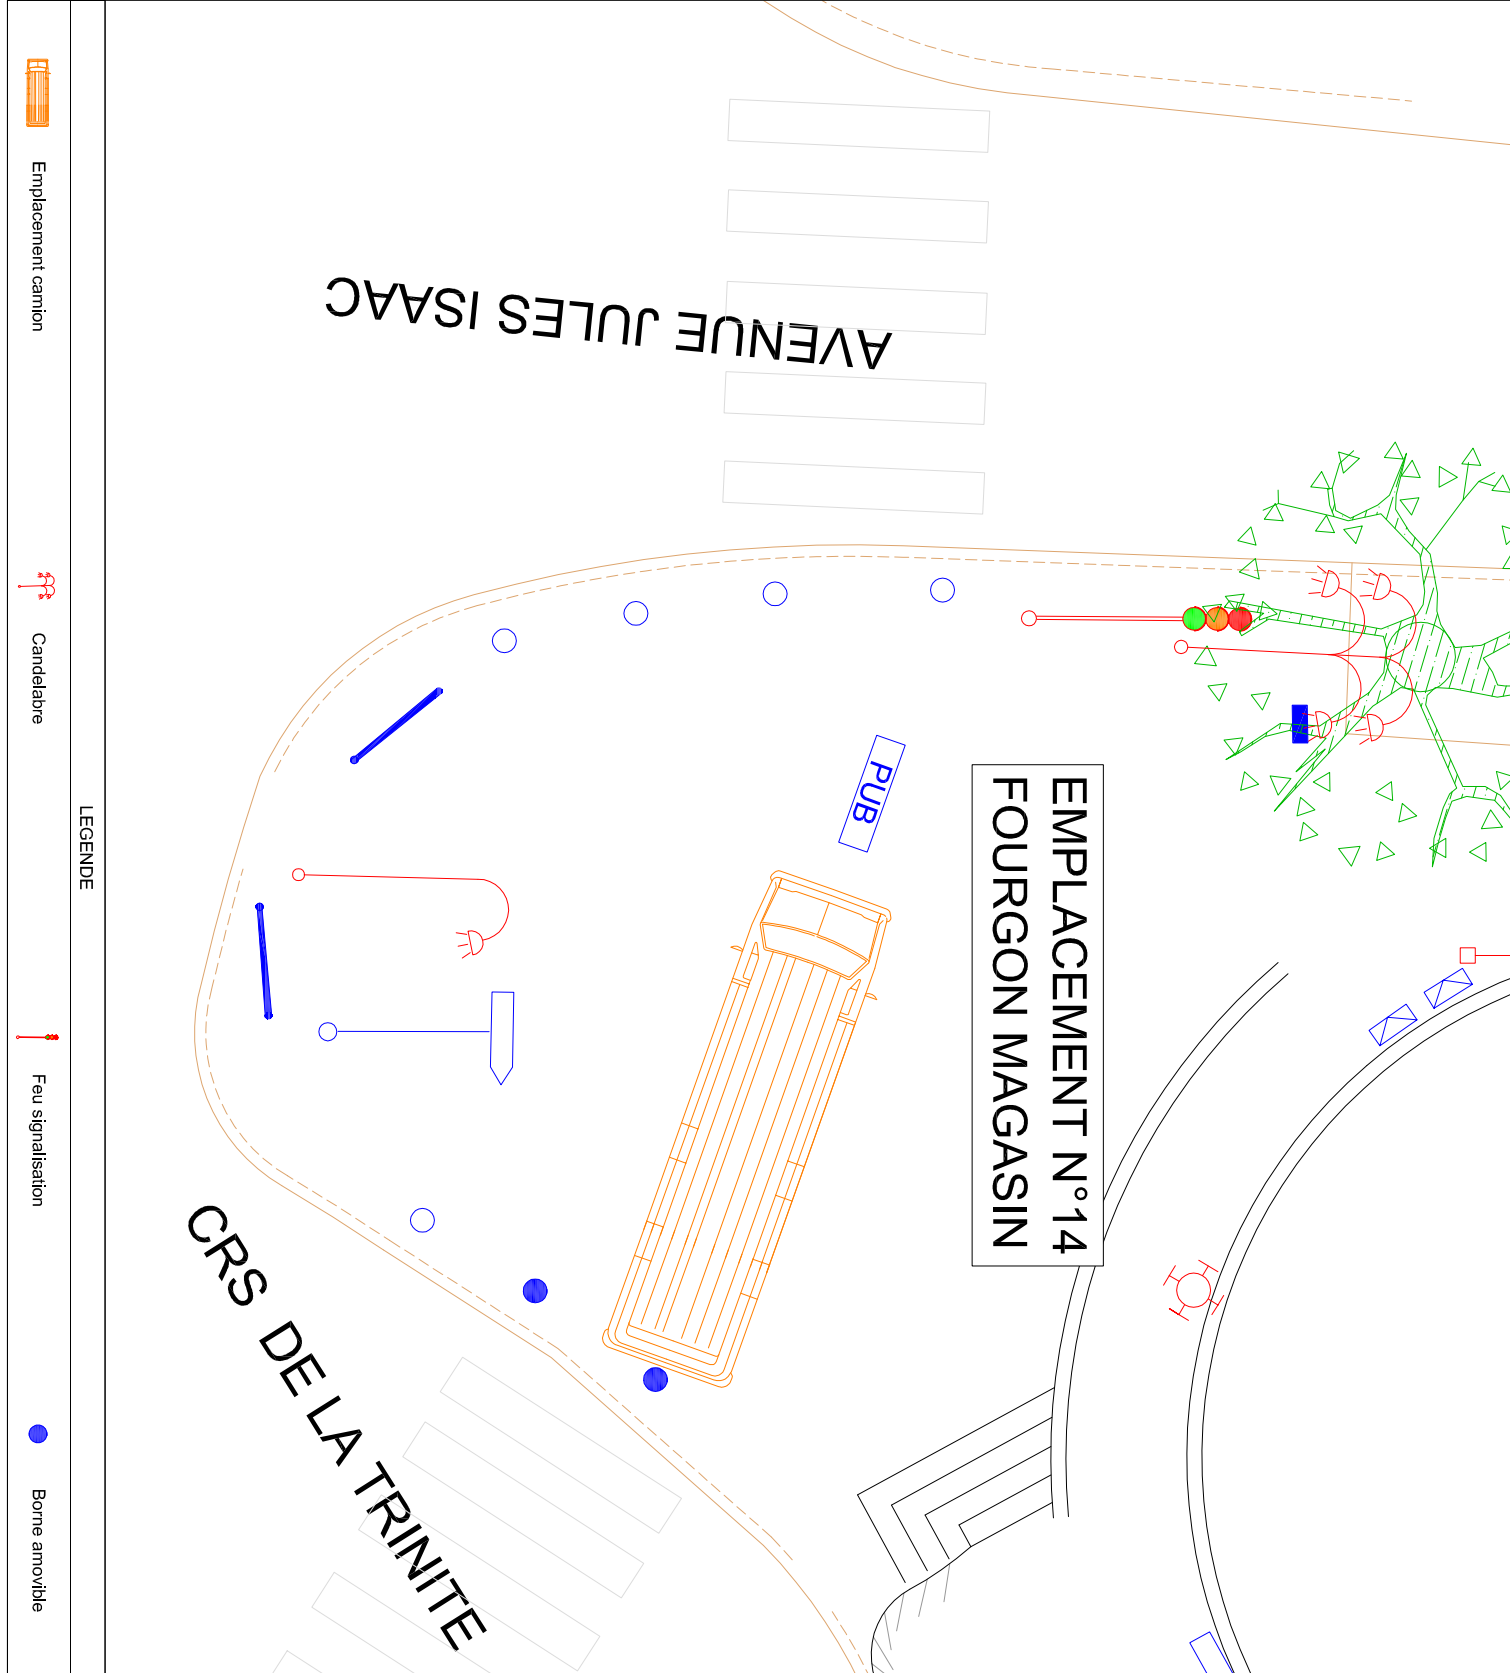 AVENUE JULES ISAAC
PUB
EMPLACEMENT N°14
FOURGON MAGASIN
CRS DE LA TRINITE
LEGENDE
Emplacement camion
Candelabre
Feu signalisation
Borne amovible